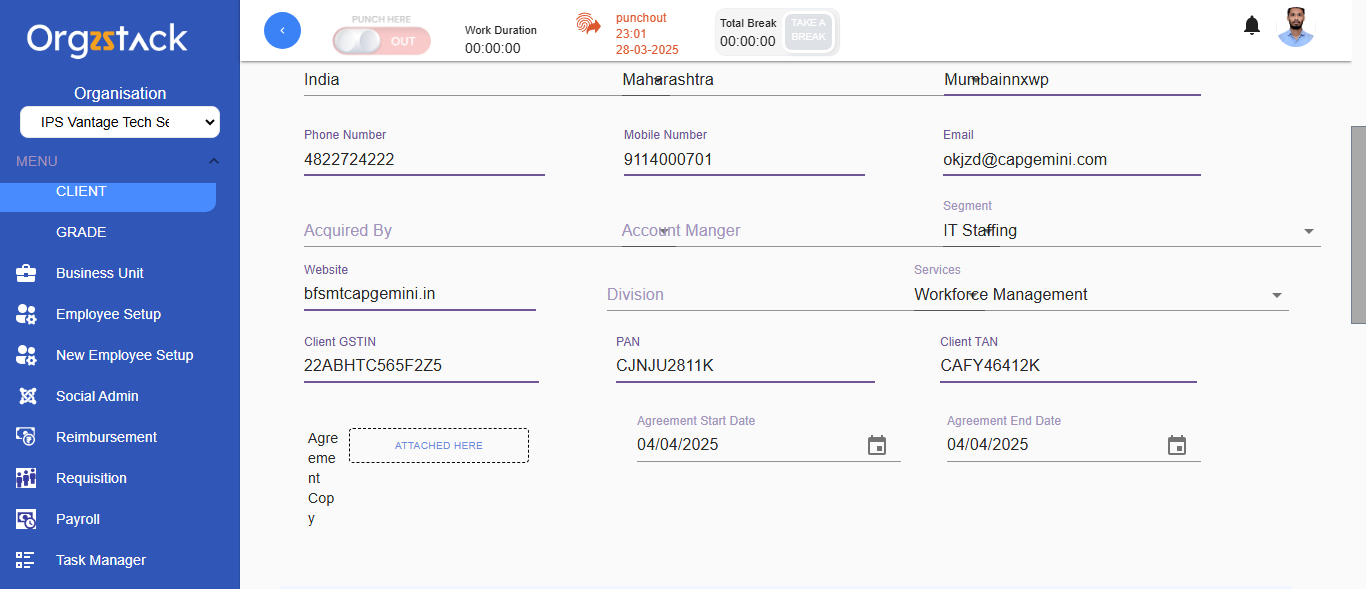 Orgzstack
Organisation
IPS Vantage Tech Se
MENU
CLIENT
GRADE
Business Unit
Employee Setup
New Employee Setup
Social Admin
Reimbursement
Requisition
Payroll
Task Manager
PUNCH HERE
OUT
Work Duration
00:00:00
punchout
23:01
28-03-2025
Total Break
00:00:00
TAKE A
BREAK
India
Maharashtra
Mumbainnxwp
Phone Number
4822724222
Mobile Number
9114000701
Email
okjzd@capgemini.com
Acquired By
Account Manger
Segment
IT Staffing
Website
bfsmtcapgemini.in
Division
Services
Workforce Management
Client GSTIN
22ABHTC565F2Z5
PAN
CJNJU2811K
Client TAN
CAFY46412K
Agre
eme
nt
Cop
y
ATTACHED HERE
Agreement Start Date
04/04/2025
Agreement End Date
04/04/2025